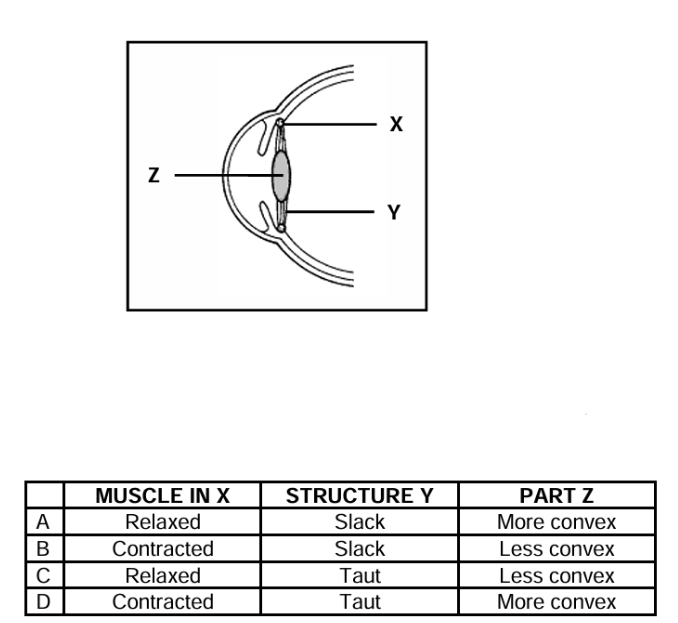 X
Z
Y
MUSCLE IN X STRUCTURE Y PART Z
A Relaxed Slack More convex
B Contracted Slack Less convex
C Relaxed Taut Less convex
D Contracted Taut More convex